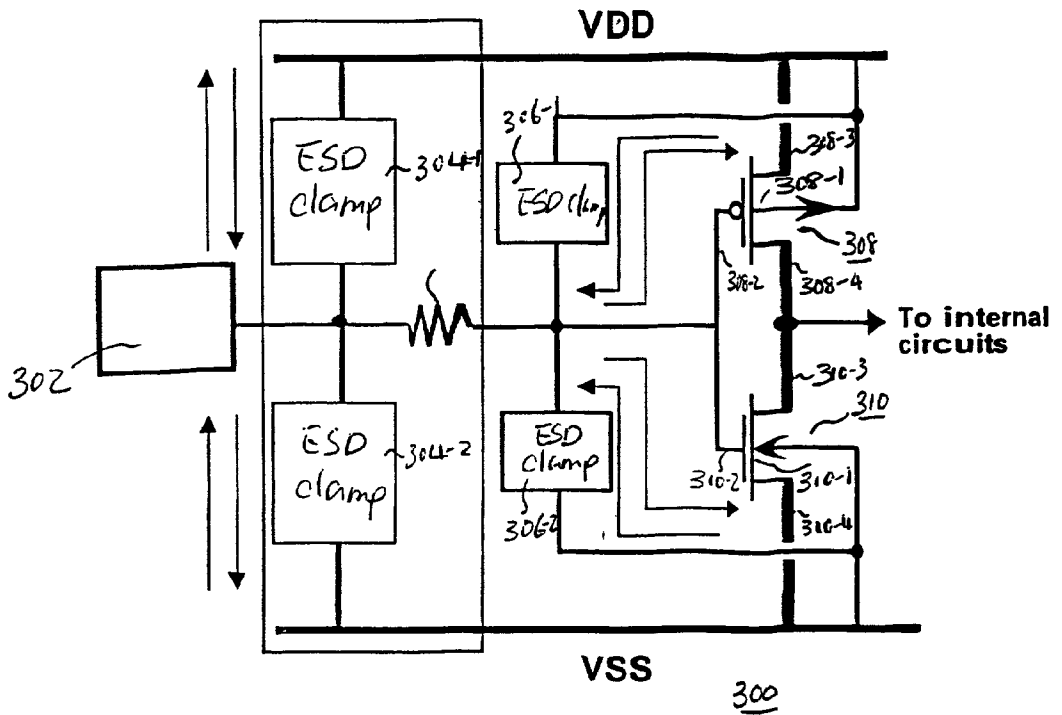 VDD
306-1
308-3
ESD
clamp
304-1
ESD clamp
308-1
308
308-2
308-4
To internal
circuits
302
310-3
310
ESD
clamp
304-2
ESD
clamp
310-2
310-1
306-2
310-4
VSS
300